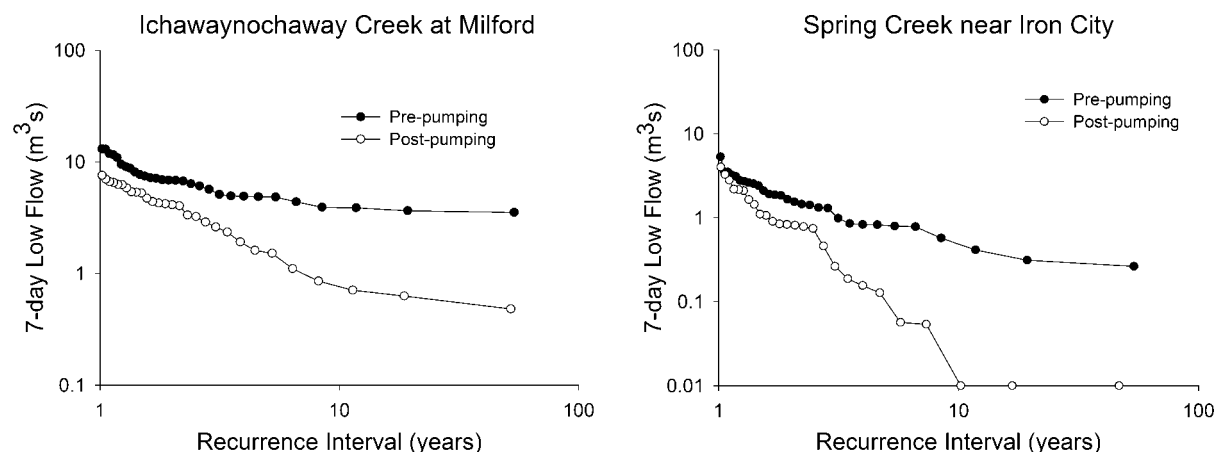 Ichawaynochaway Creek at Milford
100
10
1
0.1
7-day Low Flow (m³s)
Pre-pumping
Post-pumping
1
10
100
Recurrence Interval (years)
Spring Creek near Iron City
100
10
1
0.1
0.01
7-day Low Flow (m³s)
Pre-pumping
Post-pumping
1
10
100
Recurrence Interval (years)